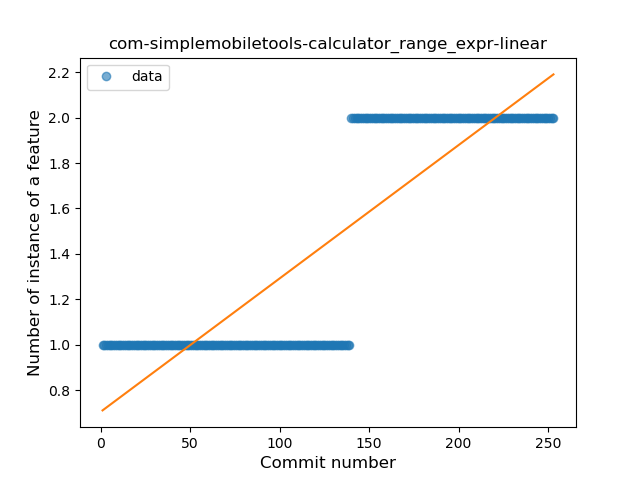 com-simplemobiletools-calculator_range_expr-linear
data
Number of instance of a feature
2.2
2.0
1.8
1.6
1.4
1.2
1.0
0.8
0 50 100 150 200 250
Commit number